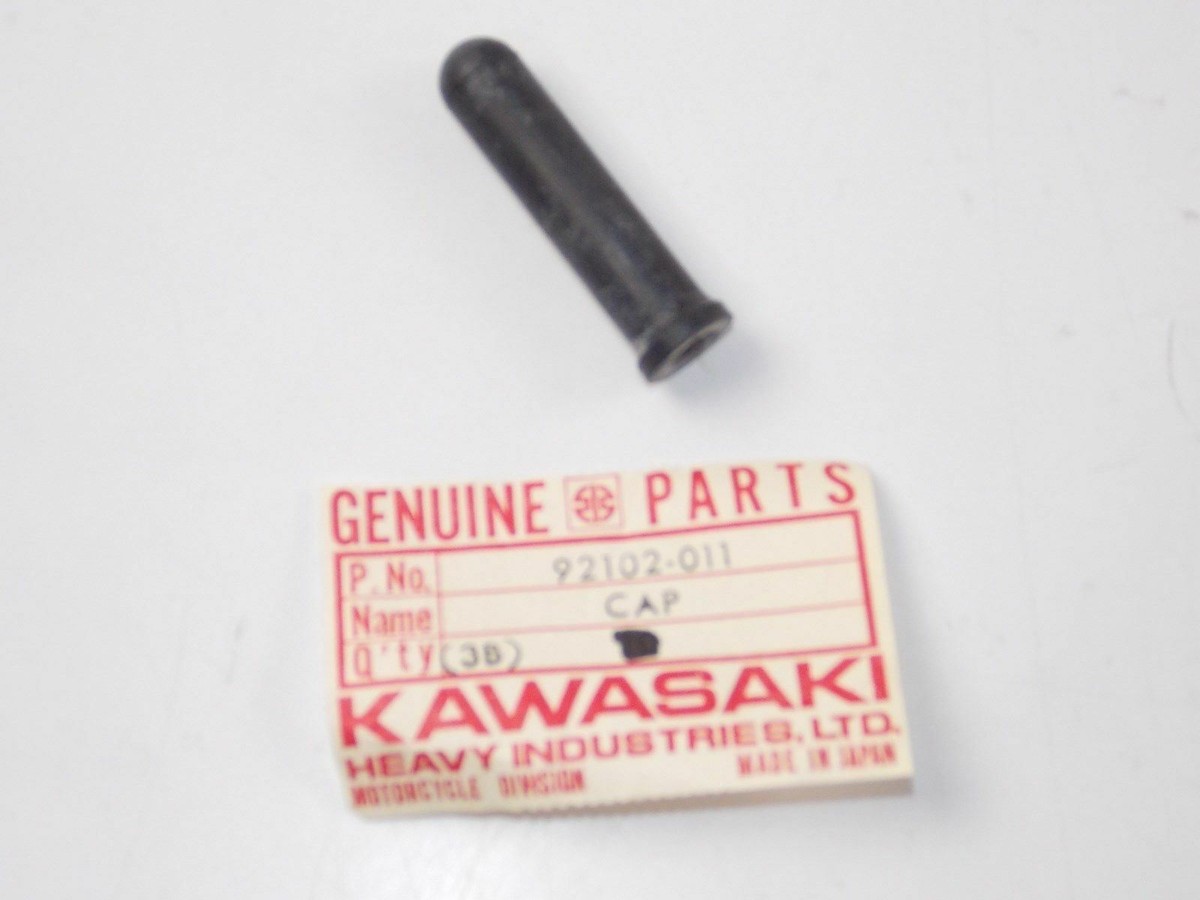 GENUINE PARTS
P. No. 92102-011
Name CAP
Q'ty (3B)
KAWASAKI
HEAVY INDUSTRIES, LTD.
MOTORCYCLE DIVISION MADE IN JAPAN